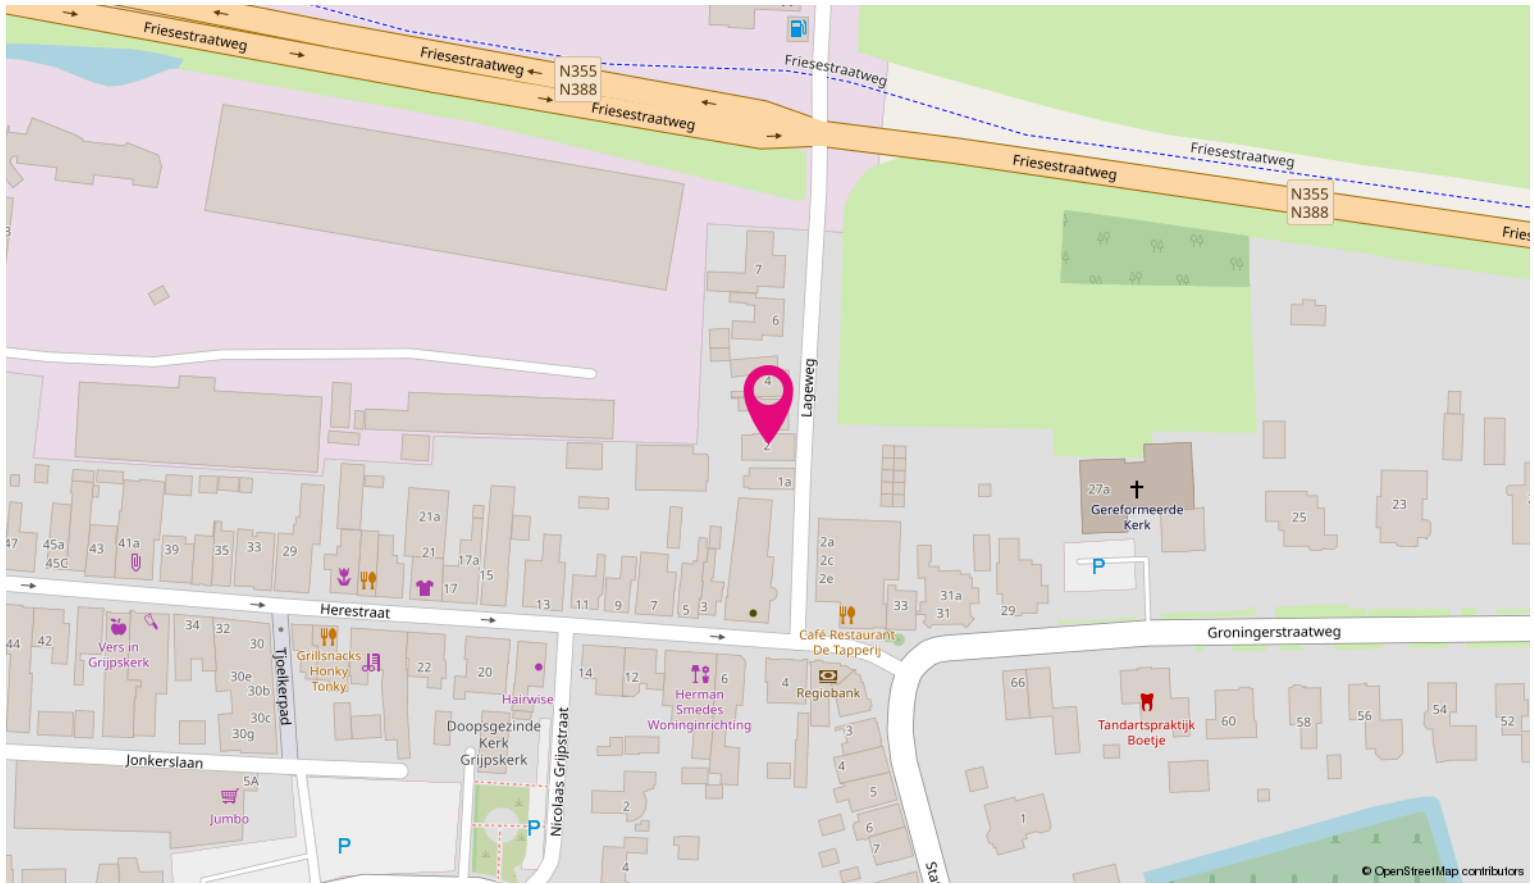 Friesestraatweg
Friesestraatweg
N355
N388
Friesestraatweg
Friesestraatweg
Friesestraatweg
Friesestraatweg
N355
N388
Fries
7
6
4
2
1a
Lageweg
27a
Gereformeerde
Kerk
25
23
47
45a
45C
43
41a
39
35
33
29
21a
21
17a
17
15
13
11
9
7
5
3
2a
2c
2e
33
31a
31
29
P
Herestraat
Groningerstraatweg
Café Restaurant
De Tapperij
44
42
Vers in
Grijpskerk
34
32
30
30e
30b
30c
30g
Tjoelkerpad
Grillsnacks
Honky
Tonky
22
20
Hairwise
14
12
6
Herman
Smedes
Woninginrichting
4
Regiobank
3
4
5
6
7
66
Tandartspraktijk
Boetje
60
58
56
54
52
Doopsgezinde
Kerk
Grijpskerk
Nicolaas Grijpstraat
Jonkerslaan
5A
Jumbo
P
P
2
4
1
Sta
© OpenStreetMap contributors